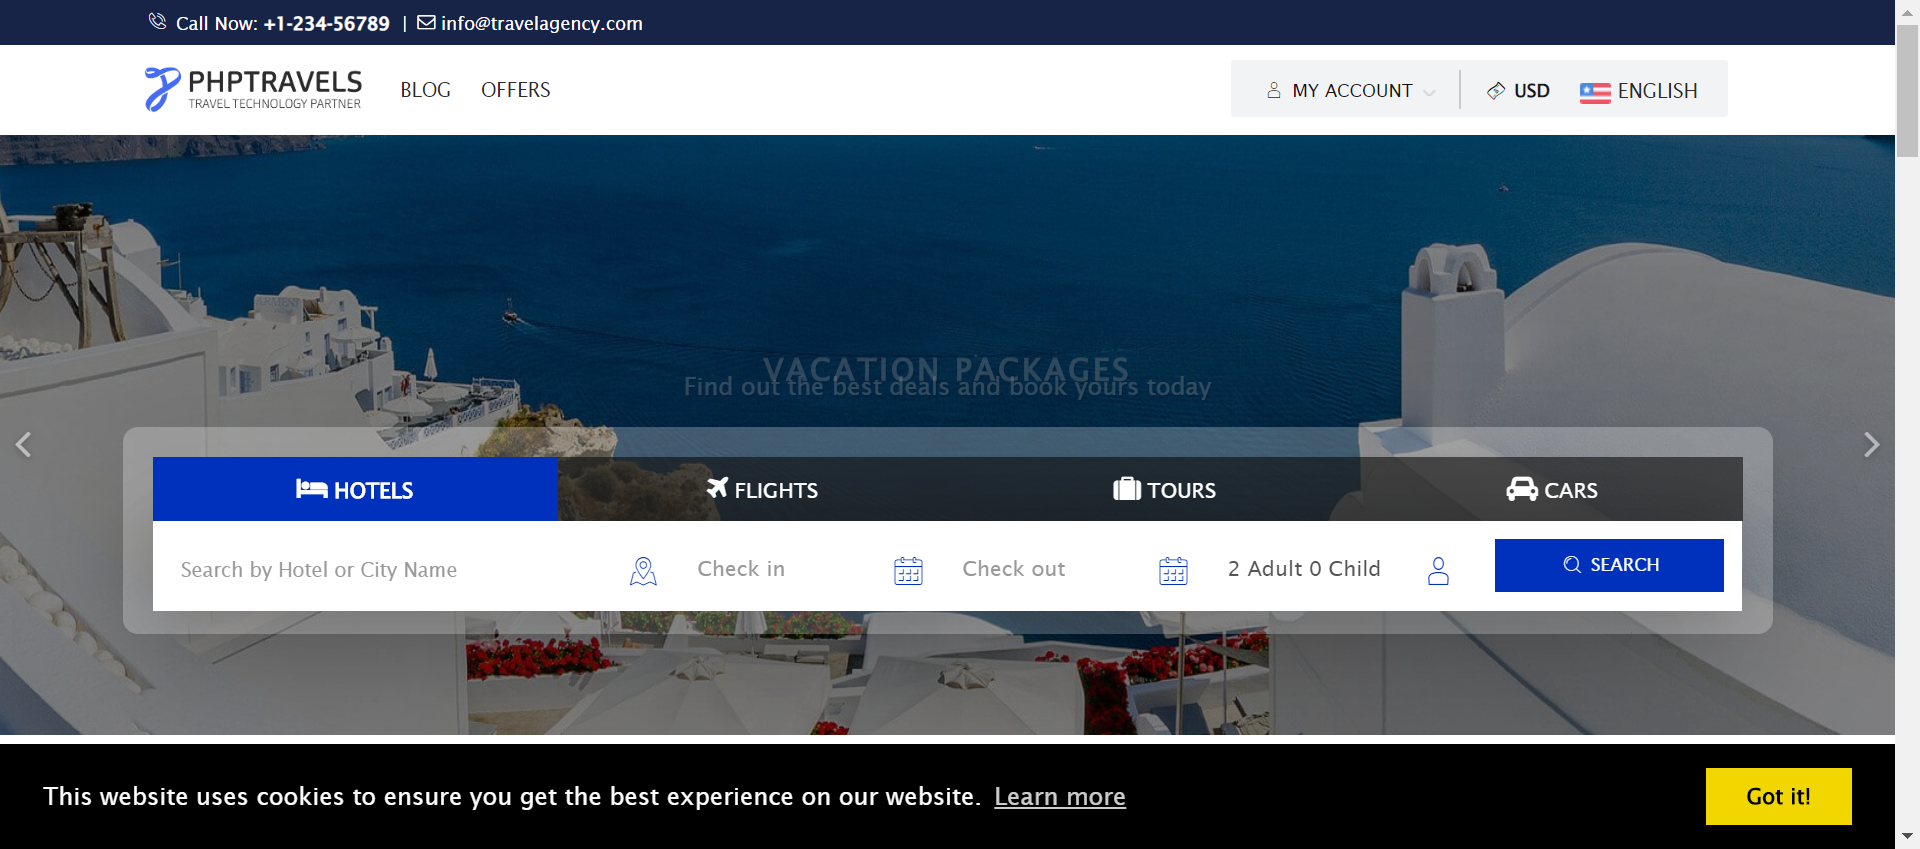 Call Now: +1-234-56789 | info@travelagency.com
PHPTRAVELS
TRAVEL TECHNOLOGY PARTNER
BLOG OFFERS
MY ACCOUNT USD ENGLISH
VACATION PACKAGES
Find out the best deals and book yours today
HOTELS FLIGHTS TOURS CARS
Search by Hotel or City Name Check in Check out 2 Adult 0 Child SEARCH
This website uses cookies to ensure you get the best experience on our website. Learn more Got it!